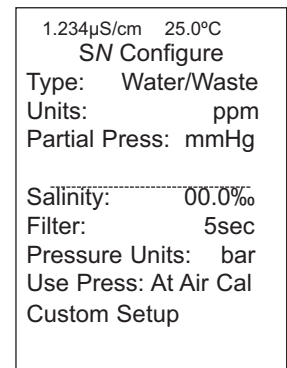 1.234µS/cm 25.0ºC
SN Configure
Type: Water/Waste
Units: ppm
Partial Press: mmHg
Salinity: 00.0‰
Filter: 5sec
Pressure Units: bar
Use Press: At Air Cal
Custom Setup